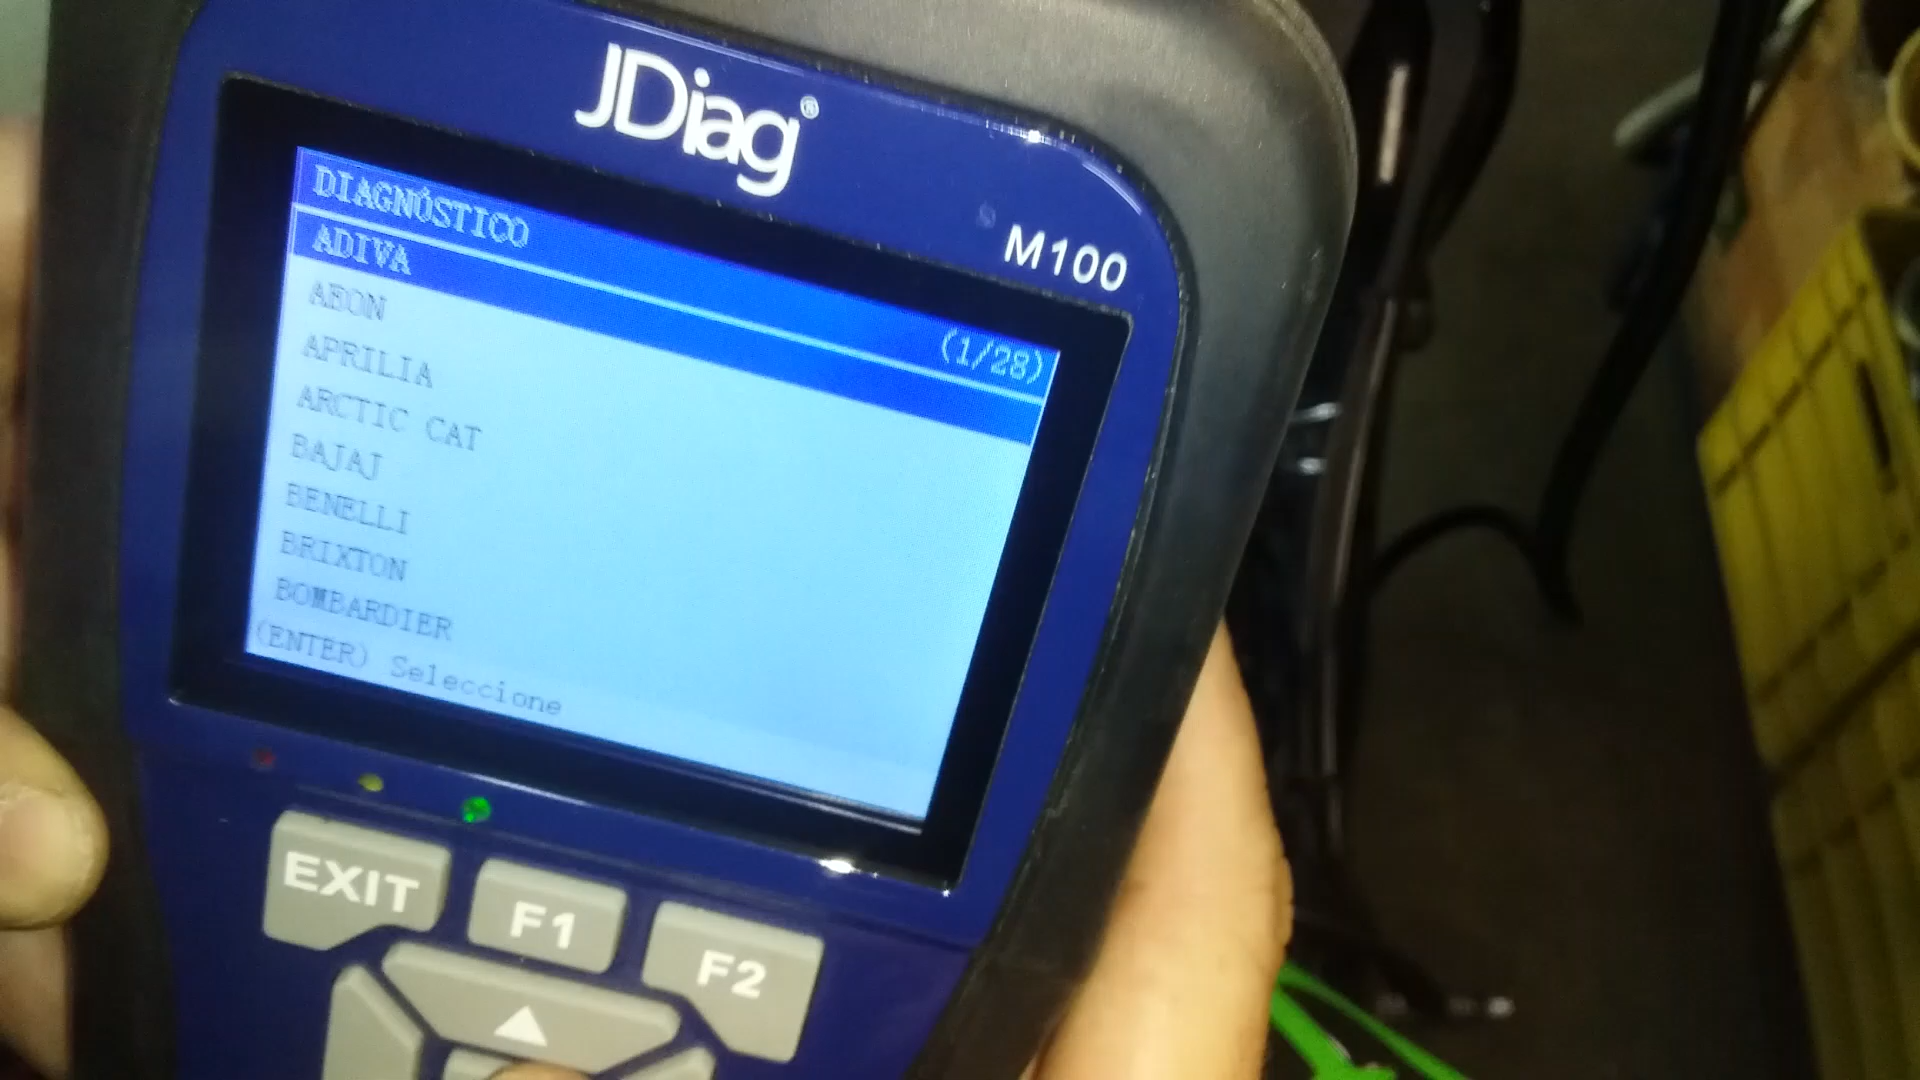 JDiag®
M100
DIAGNÓSTICO
(1/28)
ADIVA
AEON
APRILIA
ARCTIC CAT
BAJAJ
BENELLI
BRIXTON
BOMBARDIER
(ENTER) Seleccione
EXIT
F1
F2